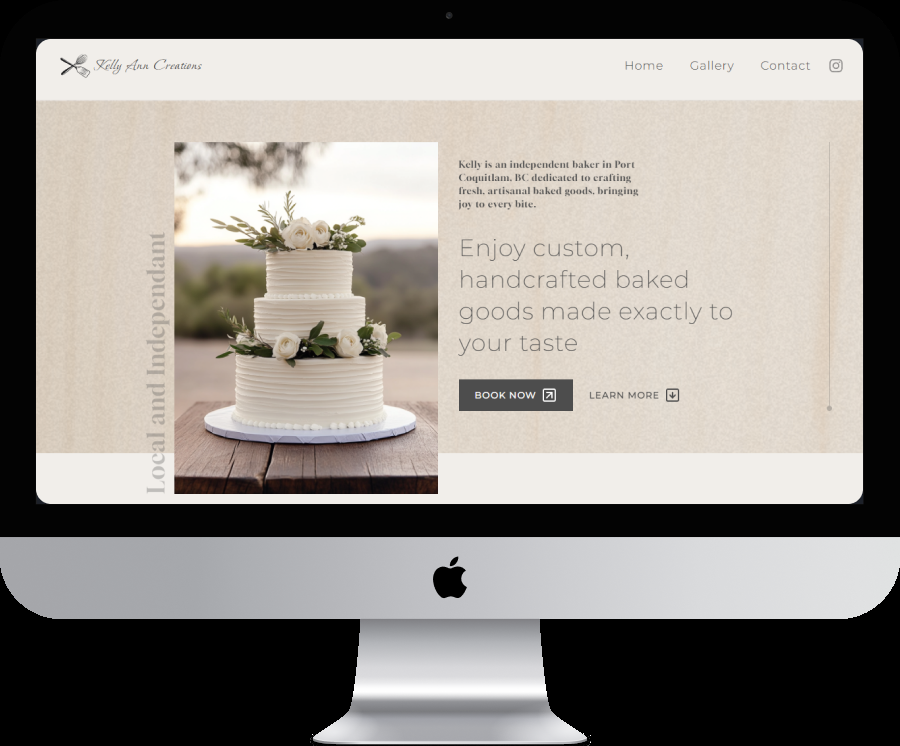 Kelly Ann Creations
Home Gallery Contact
Local and Independant
Kelly is an independent baker in Port
Coquitlam, BC dedicated to crafting
fresh, artisanal baked goods, bringing
joy to every bite.
Enjoy custom,
handcrafted baked
goods made exactly to
your taste
BOOK NOW LEARN MORE